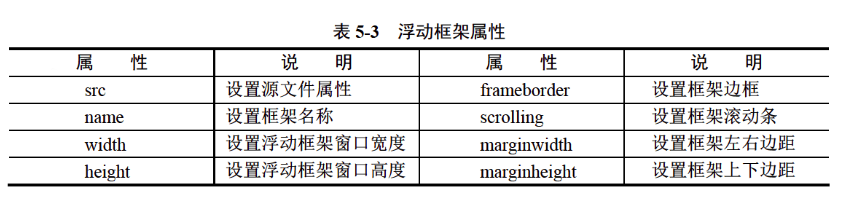 表 5-3 浮动框架属性
属 性 说 明 属 性 说 明
src 设置源文件属性 frameborder 设置框架边框
name 设置框架名称 scrolling 设置框架滚动条
width 设置浮动框架窗口宽度 marginwidth 设置框架左右边距
height 设置浮动框架窗口高度 marginheight 设置框架上下边距